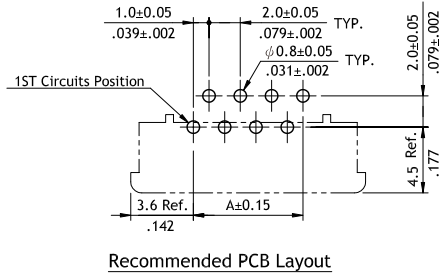 1.0±0.05
.039±.002
2.0±0.05
.079±.002
TYP.
ϕ0.8±0.05
.031±.002
TYP.
2.0±0.05
.079±.002
1ST Circuits Position
4.5 Ref.
.177
3.6 Ref.
.142
A±0.15
Recommended PCB Layout